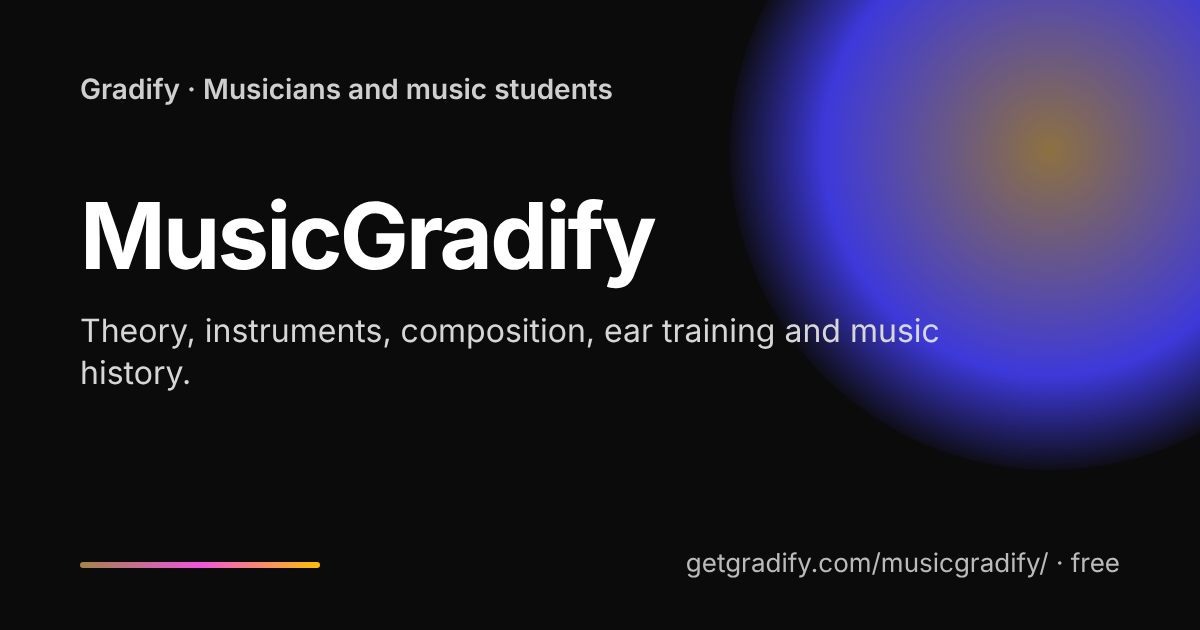 Gradify · Musicians and music students
MusicGradify
Theory, instruments, composition, ear training and music
history.
getgradify.com/musicgradify/ · free